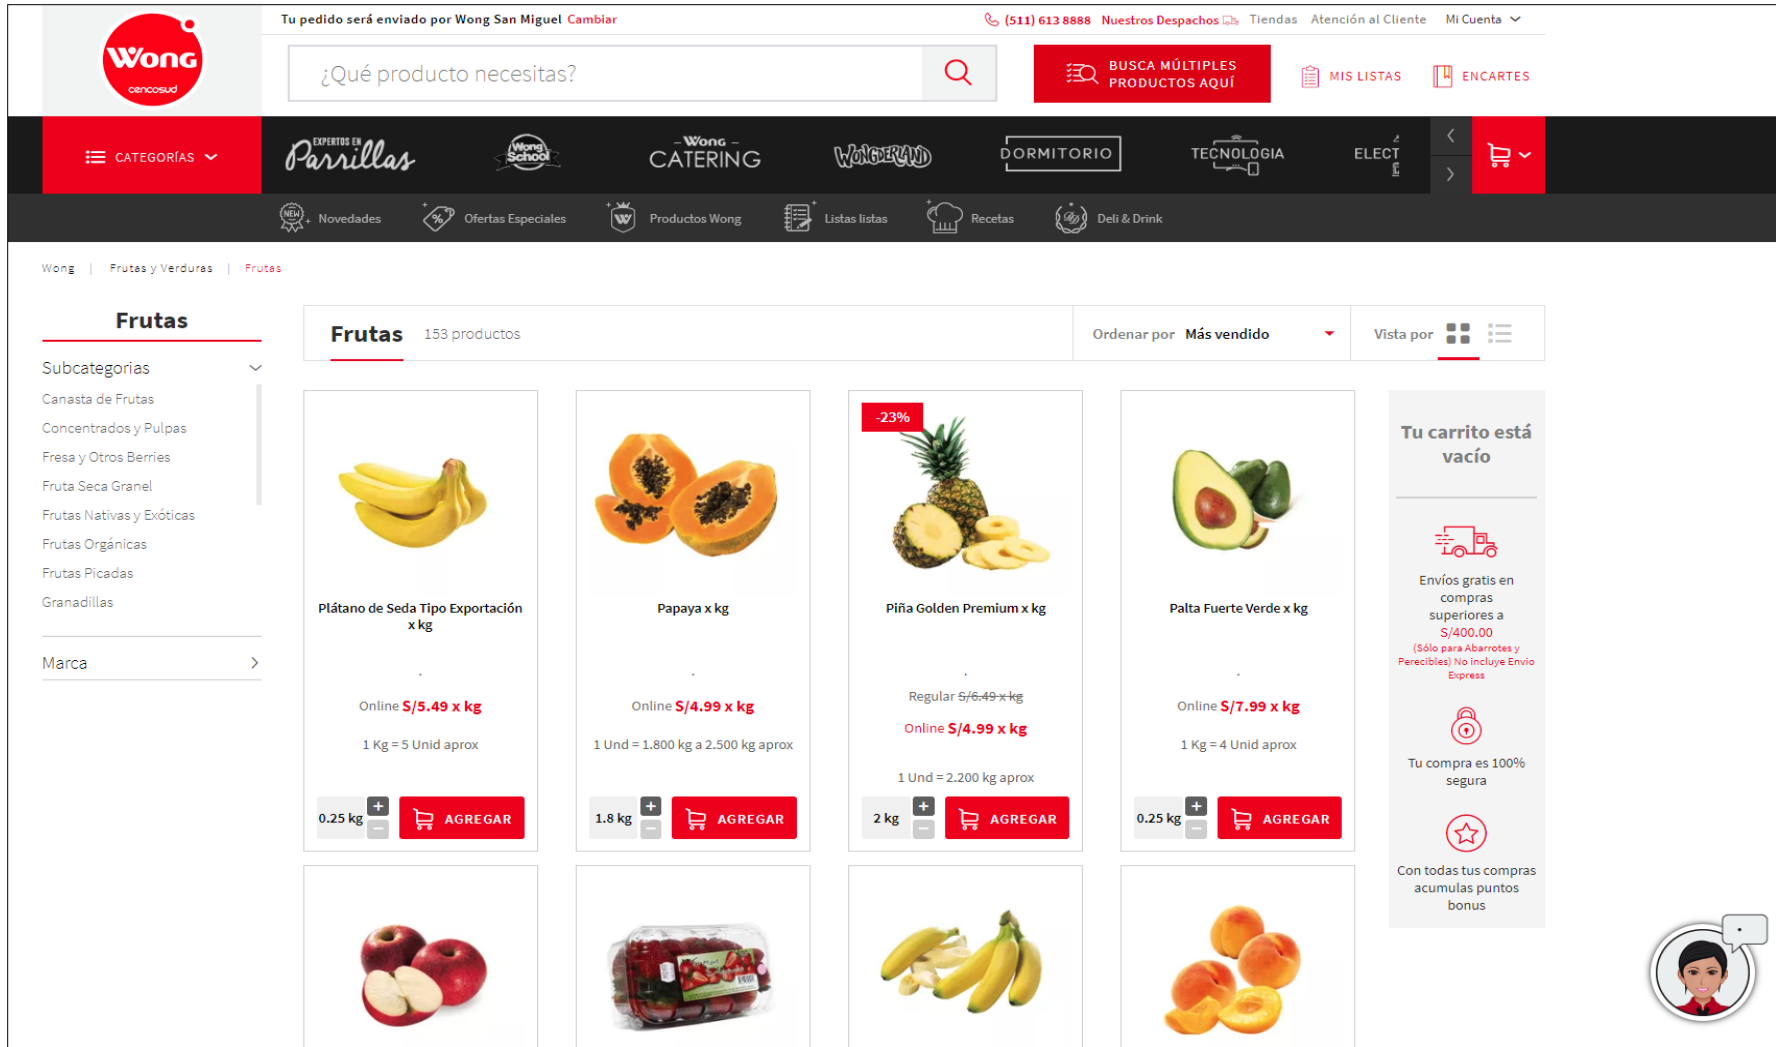 Tu pedido será enviado por Wong San Miguel Cambiar
(511) 613 8888 Nuestros Despachos Tiendas Atención al Cliente Mi Cuenta
Wong
cencosud
¿Qué producto necesitas?
BUSCA MÚLTIPLES
PRODUCTOS AQUÍ
MIS LISTAS
ENCARTES
CATEGORÍAS
EXPERTOS EN
Parrillas
Wong
School
Wong
CATERING
WONGDERLAND
DORMITORIO
TECNOLOGIA
ELECT
NEW
Novedades
%
Ofertas Especiales
W
Productos Wong
Listas listas
Recetas
Deli & Drink
Wong | Frutas y Verduras | Frutas
Frutas
Subcategorias
Canasta de Frutas
Concentrados y Pulpas
Fresa y Otros Berries
Fruta Seca Granel
Frutas Nativas y Exóticas
Frutas Orgánicas
Frutas Picadas
Granadillas
Marca
Frutas 153 productos
Ordenar por Más vendido
Vista por
Plátano de Seda Tipo Exportación
x kg
.
Online S/5.49 x kg
1 Kg = 5 Unid aprox
0.25 kg + −
AGREGAR
Papaya x kg
.
Online S/4.99 x kg
1 Und = 1.800 kg a 2.500 kg aprox
1.8 kg + −
AGREGAR
-23%
Piña Golden Premium x kg
.
Regular S/6.49 x kg
Online S/4.99 x kg
1 Und = 2.200 kg aprox
2 kg + −
AGREGAR
Palta Fuerte Verde x kg
.
Online S/7.99 x kg
1 Kg = 4 Unid aprox
0.25 kg + −
AGREGAR
Tu carrito está
vacío
Envíos gratis en
compras
superiores a
S/400.00
(Sólo para Abarrotes y
Perecibles) No incluye Envio
Express
Tu compra es 100%
segura
Con todas tus compras
acumulas puntos
bonus